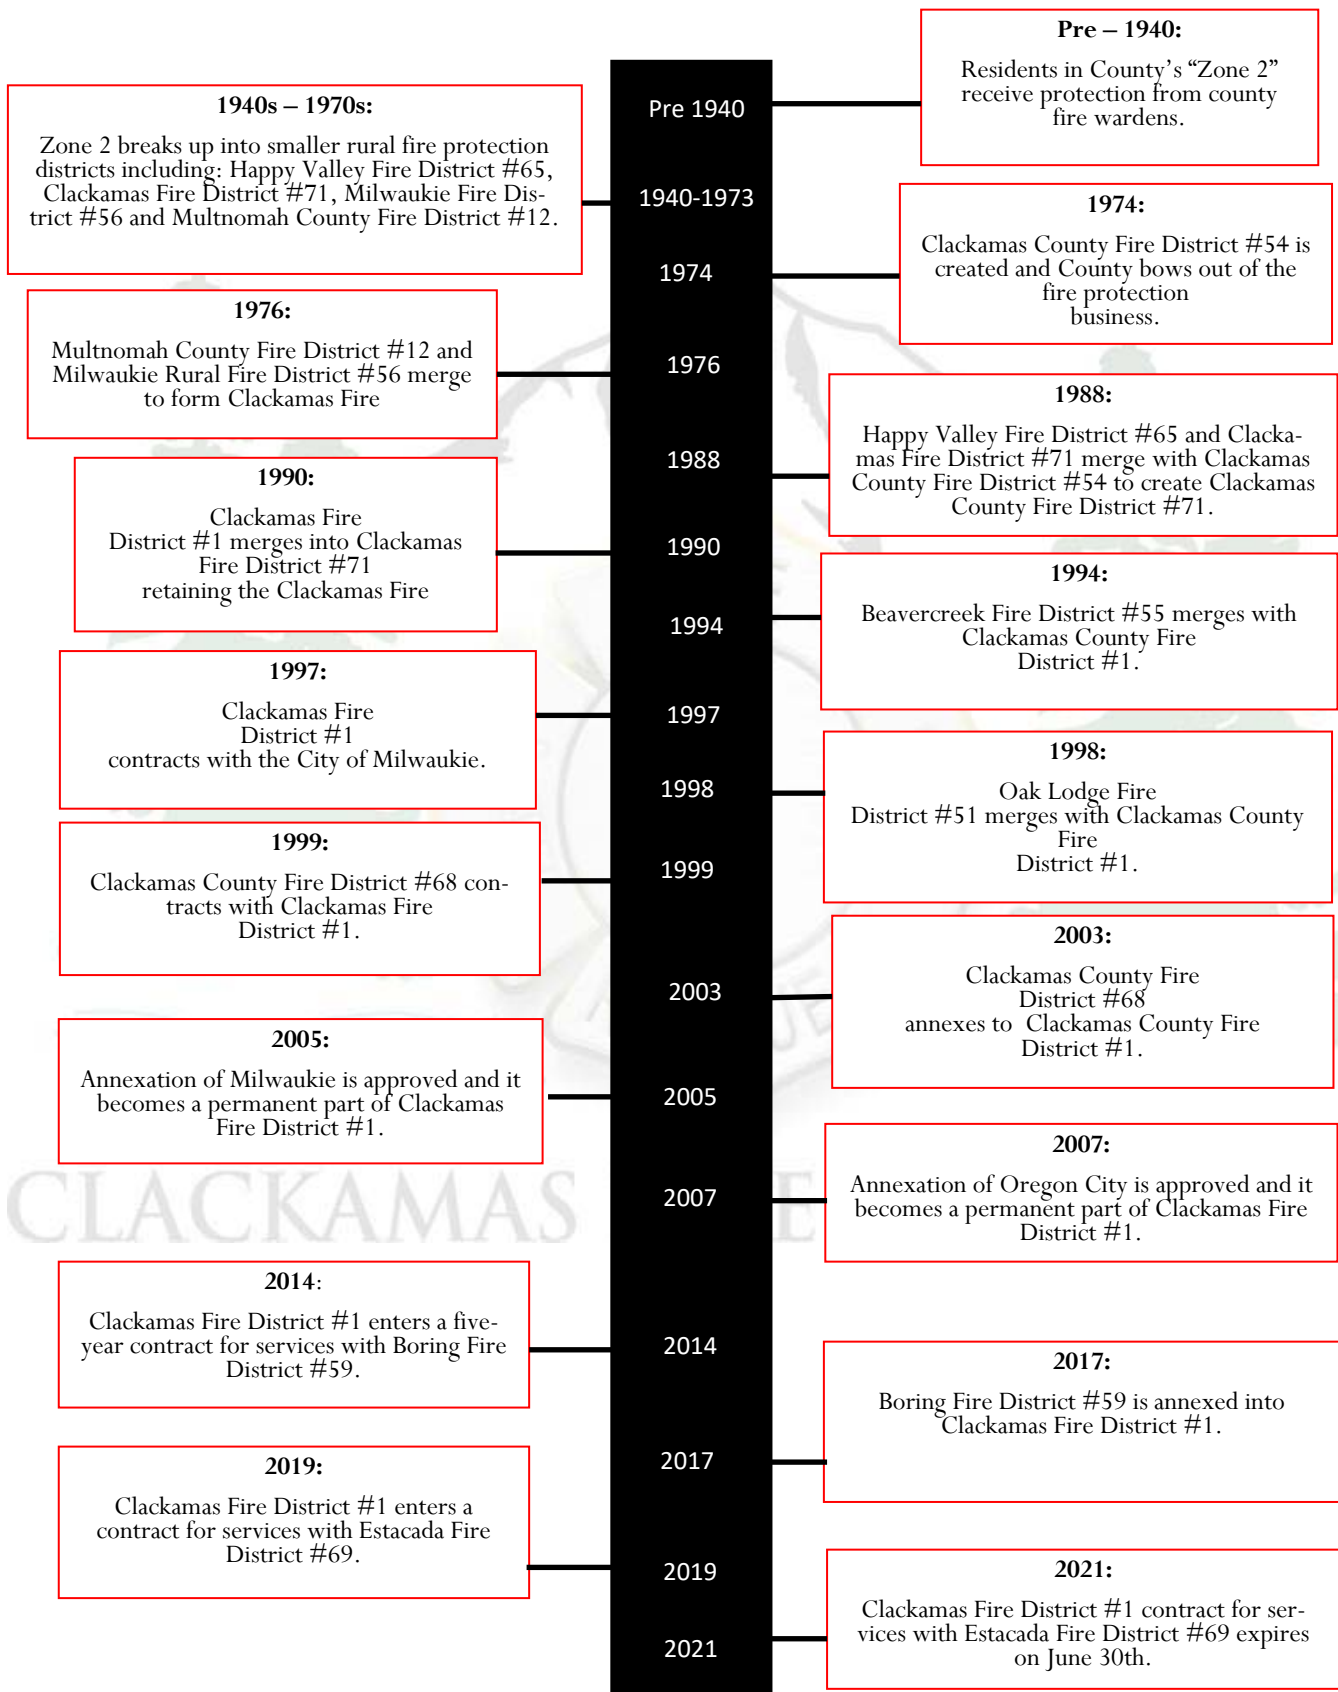 Pre – 1940:
Residents in County’s “Zone 2”
receive protection from county
fire wardens.
Pre 1940
1940s – 1970s:
Zone 2 breaks up into smaller rural fire protection
districts including: Happy Valley Fire District #65,
Clackamas Fire District #71, Milwaukie Fire Dis-
trict #56 and Multnomah County Fire District #12.
1940-1973
1974:
Clackamas County Fire District #54 is
created and County bows out of the
fire protection
business.
1974
1976:
Multnomah County Fire District #12 and
Milwaukie Rural Fire District #56 merge
to form Clackamas Fire
1976
1988:
Happy Valley Fire District #65 and Clacka-
mas Fire District #71 merge with Clackamas
County Fire District #54 to create Clackamas
County Fire District #71.
1988
1990:
Clackamas Fire
District #1 merges into Clackamas
Fire District #71
retaining the Clackamas Fire
1990
1994:
Beavercreek Fire District #55 merges with
Clackamas County Fire
District #1.
1994
1997:
Clackamas Fire
District #1
contracts with the City of Milwaukie.
1997
1998:
Oak Lodge Fire
District #51 merges with Clackamas County
Fire
District #1.
1998
1999:
Clackamas County Fire District #68 con-
tracts with Clackamas Fire
District #1.
1999
2003:
Clackamas County Fire
District #68
annexes to Clackamas County Fire
District #1.
2003
2005:
Annexation of Milwaukie is approved and it
becomes a permanent part of Clackamas
Fire District #1.
2005
2007:
Annexation of Oregon City is approved and it
becomes a permanent part of Clackamas Fire
District #1.
2007
CLACKAMAS
2014:
Clackamas Fire District #1 enters a five-
year contract for services with Boring Fire
District #59.
2014
2017:
Boring Fire District #59 is annexed into
Clackamas Fire District #1.
2017
2019:
Clackamas Fire District #1 enters a
contract for services with Estacada Fire
District #69.
2019
2021:
Clackamas Fire District #1 contract for ser-
vices with Estacada Fire District #69 expires
on June 30th.
2021